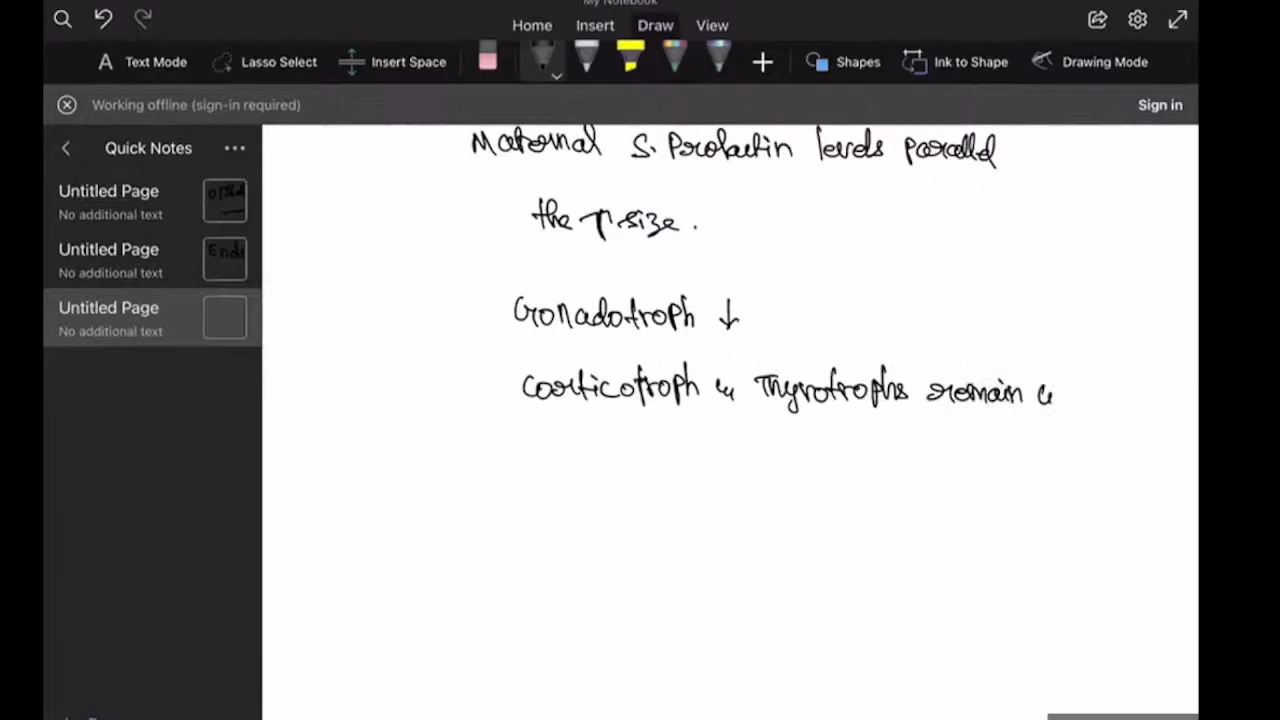 My Notebook
Home Insert Draw View
Text Mode Lasso Select Insert Space Shapes Ink to Shape Drawing Mode
Working offline (sign-in required) Sign in
Quick Notes
Untitled Page
No additional text
Untitled Page
No additional text
Untitled Page
No additional text
Maternal S. Prolactin levels parallel
the ↑ size.
Gonadotroph ↓
Corticotroph & Thyrotrophs remain